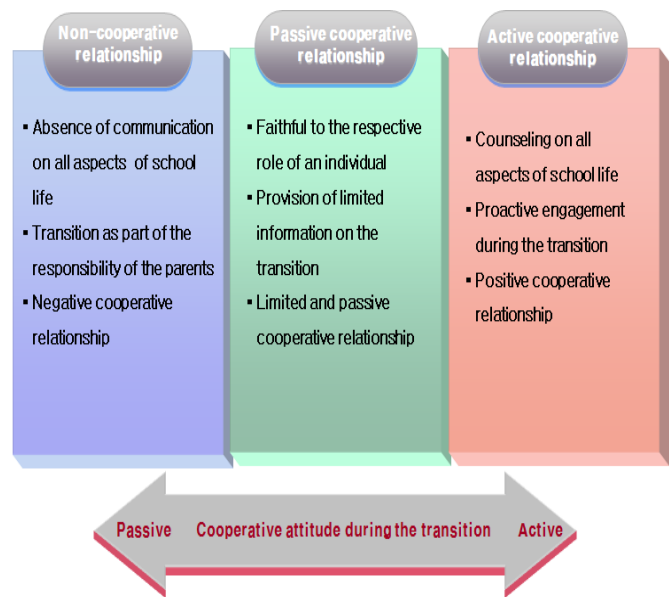 Non-cooperative
relationship
▪ Absence of communication
on all aspects of school
life
▪ Transition as part of the
responsibility of the parents
▪ Negative cooperative
relationship
Passive cooperative
relationship
▪ Faithful to the respective
role of an individual
▪ Provision of limited
information on the
transition
▪ Limited and passive
cooperative relationship
Active cooperative
relationship
▪ Counseling on all
aspects of school life
▪ Proactive engagement
during the transition
▪ Positive cooperative
relationship
Passive Cooperative attitude during the transition Active